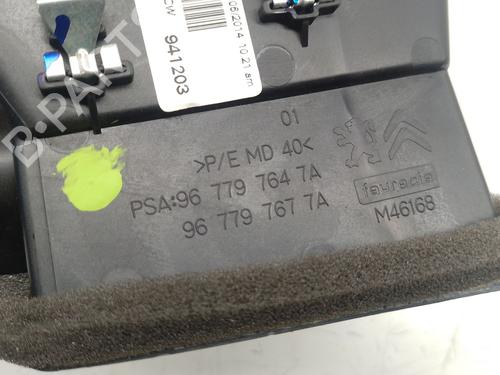 06/2014 10.21 am
CW 941203
B-PARTS
01
>P/E MD 40<
PSA:96 779 764 7A
96 779 767 7A
faurecia
M46168